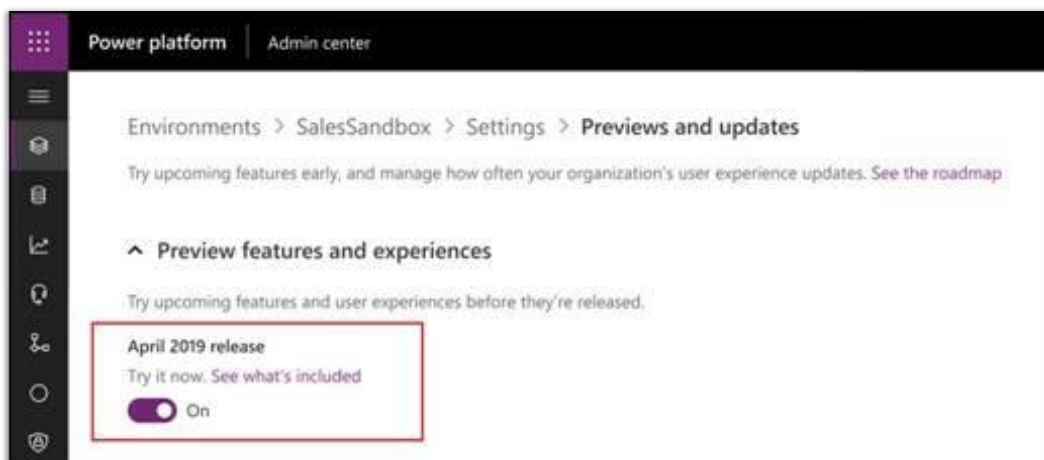 Power platform Admin center
Environments > SalesSandbox > Settings > Previews and updates
Try upcoming features early, and manage how often your organization's user experience updates. See the roadmap
Preview features and experiences
Try upcoming features and user experiences before they're released.
April 2019 release
Try it now. See what's included
On